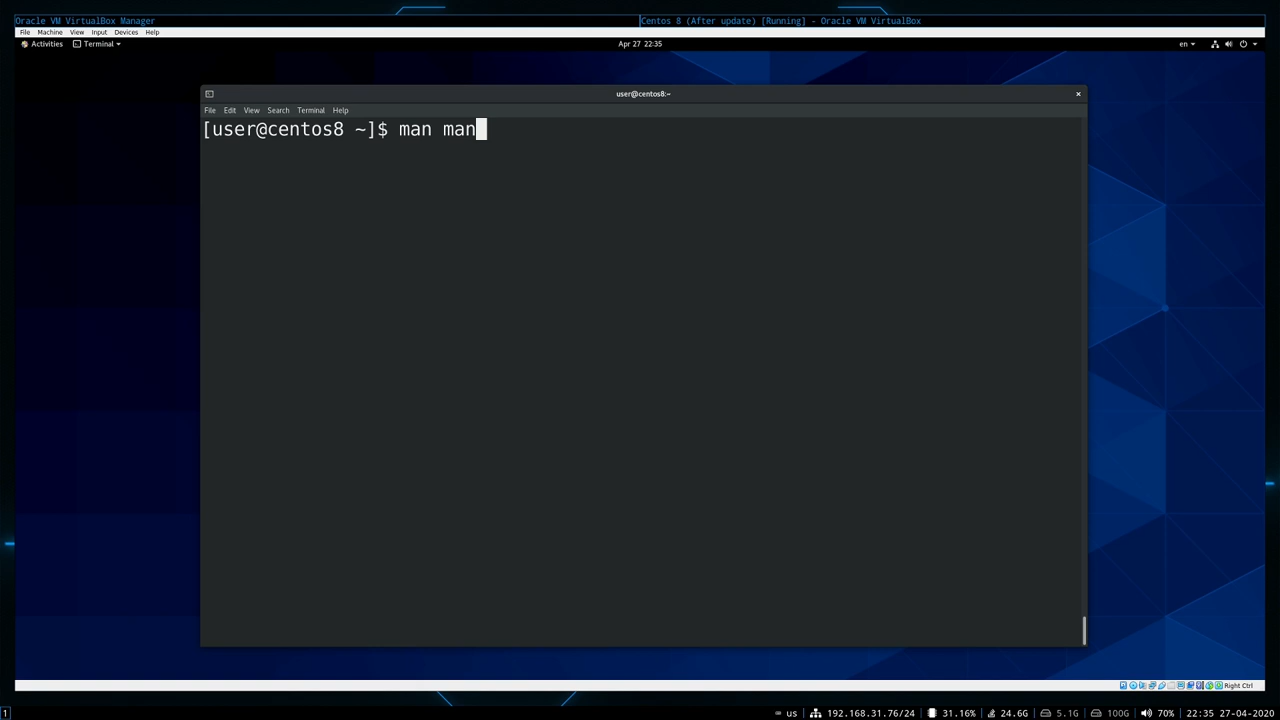 Oracle VM VirtualBox Manager
Centos 8 (After update) [Running] - Oracle VM VirtualBox
File Machine View Input Devices Help
Activities Terminal Apr 27 22:35 en
user@centos8:~
File Edit View Search Terminal Help
[user@centos8 ~]$ man man
Right Ctrl
1 us 192.168.31.76/24 31.16% 24.6G 5.1G 100G 70% 22:35 27-04-2020